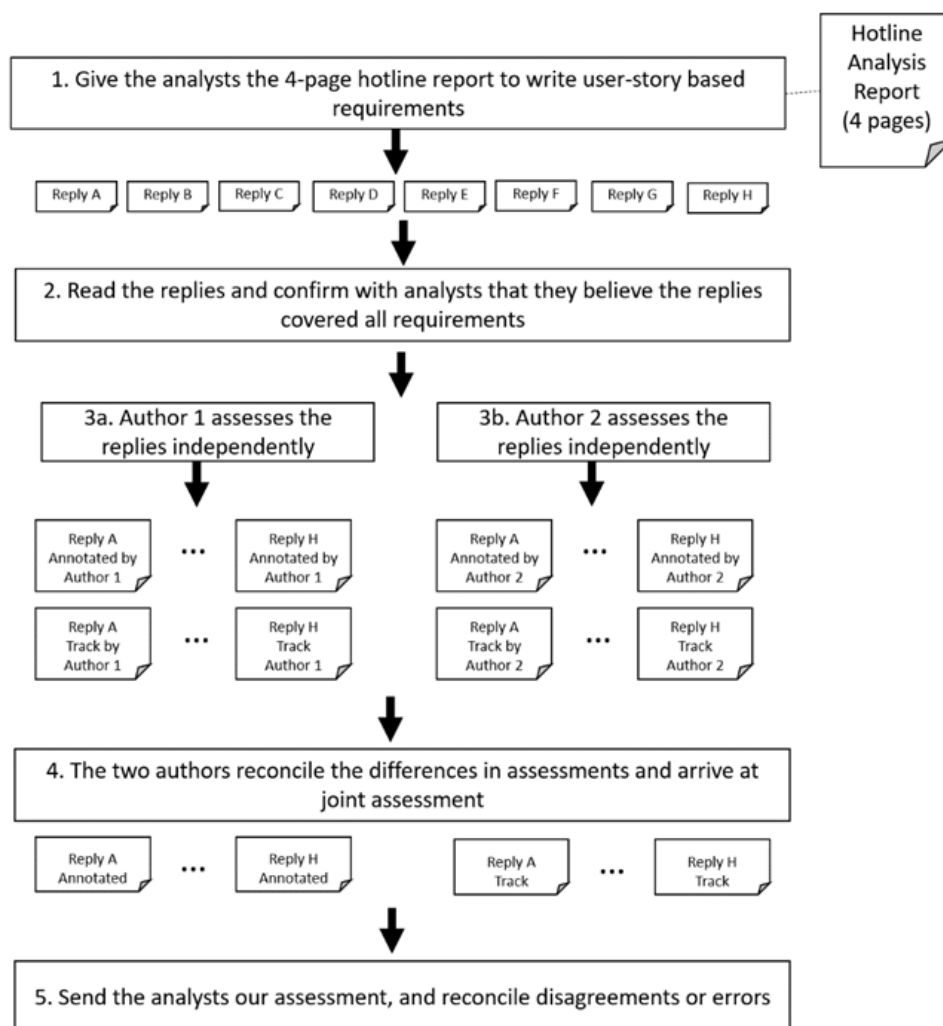 Hotline
Analysis
Report
(4 pages)
1. Give the analysts the 4-page hotline report to write user-story based
requirements
Reply A
Reply B
Reply C
Reply D
Reply E
Reply F
Reply G
Reply H
2. Read the replies and confirm with analysts that they believe the replies
covered all requirements
3a. Author 1 assesses the
replies independently
3b. Author 2 assesses the
replies independently
Reply A
Annotated by
Author 1
...
Reply H
Annotated by
Author 1
Reply A
Annotated by
Author 2
...
Reply H
Annotated by
Author 2
Reply A
Track by
Author 1
...
Reply H
Track
Author 1
Reply A
Track by
Author 2
...
Reply H
Track
Author 2
4. The two authors reconcile the differences in assessments and arrive at
joint assessment
Reply A
Annotated
...
Reply H
Annotated
Reply A
Track
...
Reply H
Track
5. Send the analysts our assessment, and reconcile disagreements or errors